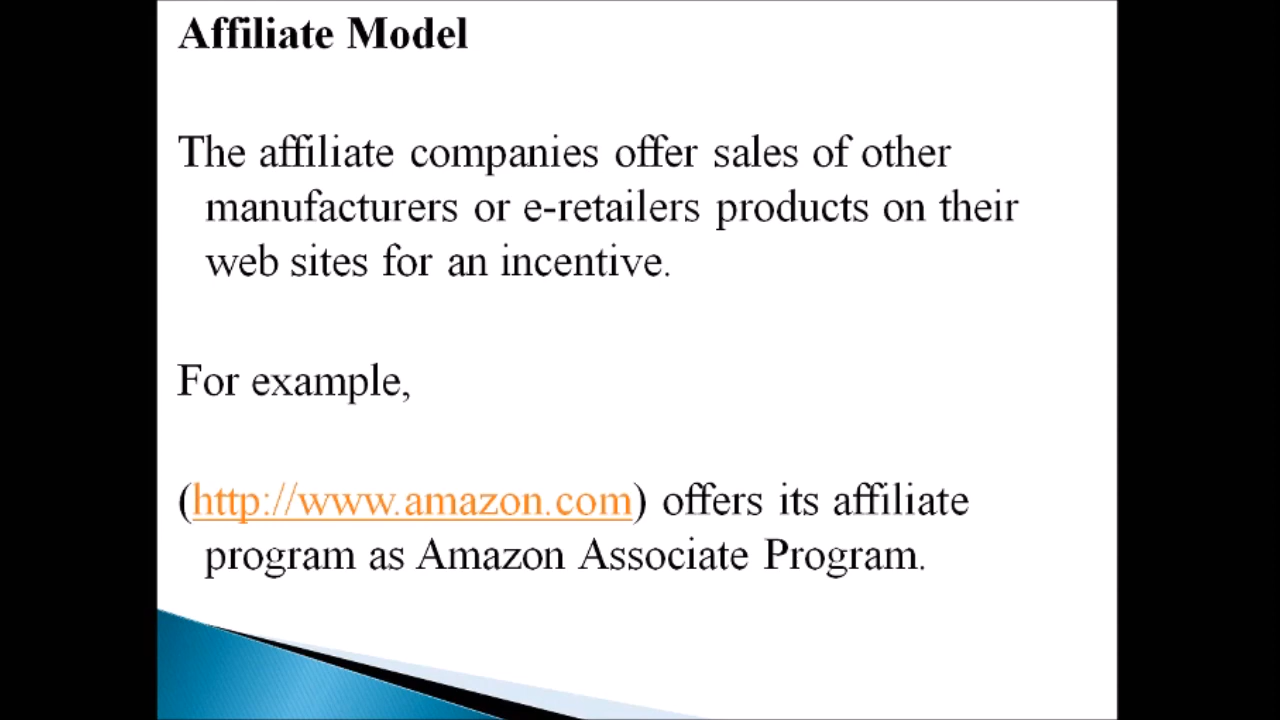 Affiliate Model
The affiliate companies offer sales of other
manufacturers or e-retailers products on their
web sites for an incentive.
For example,
(http://www.amazon.com) offers its affiliate
program as Amazon Associate Program.